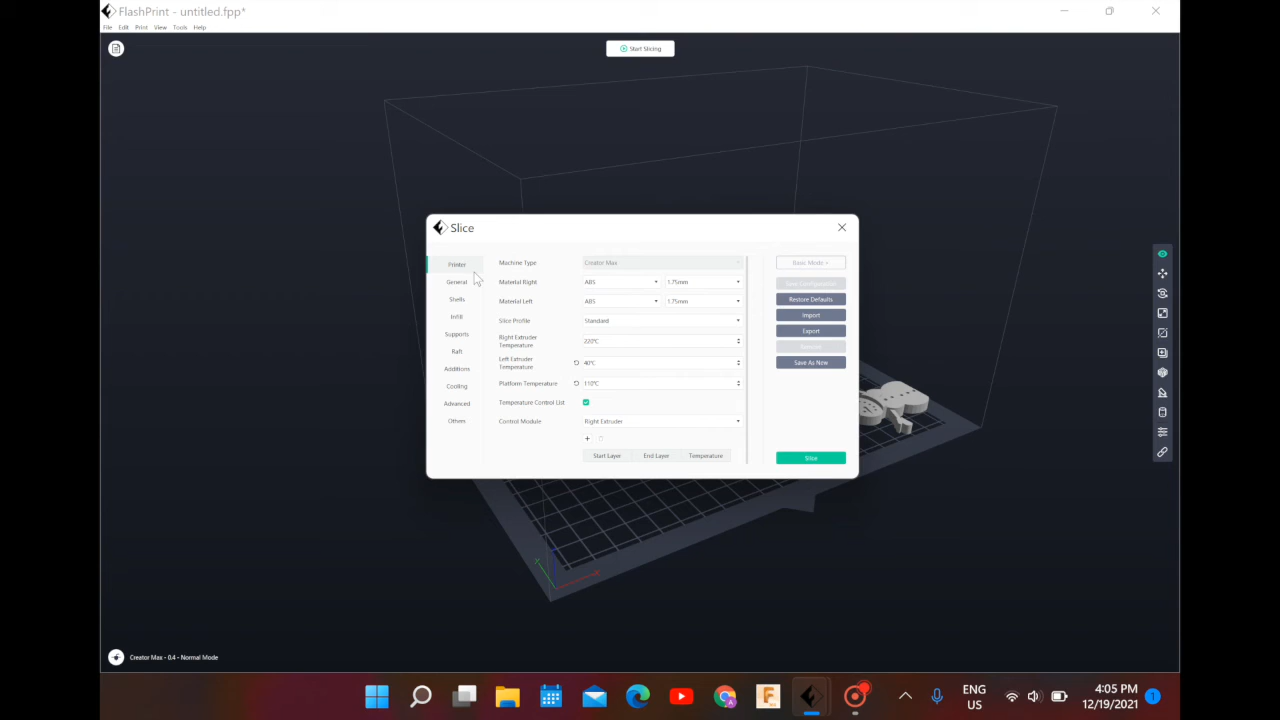 FlashPrint - untitled.fpp*
File Edit Print View Tools Help
Start Slicing
Slice
Printer
General
Shells
Infill
Supports
Raft
Additions
Cooling
Advanced
Others
Machine Type Creator Max
Material Right ABS 1.75mm
Material Left ABS 1.75mm
Slice Profile Standard
Right Extruder
Temperature
220℃
Left Extruder
Temperature
40℃
Platform Temperature 110℃
Temperature Control List
Control Module Right Extruder
+
Start Layer End Layer Temperature
Basic Mode »
Save Configuration
Restore Defaults
Import
Export
Remove
Save As New
Slice
Creator Max - 0.4 - Normal Mode
ENG
US
4:05 PM
12/19/2021
1